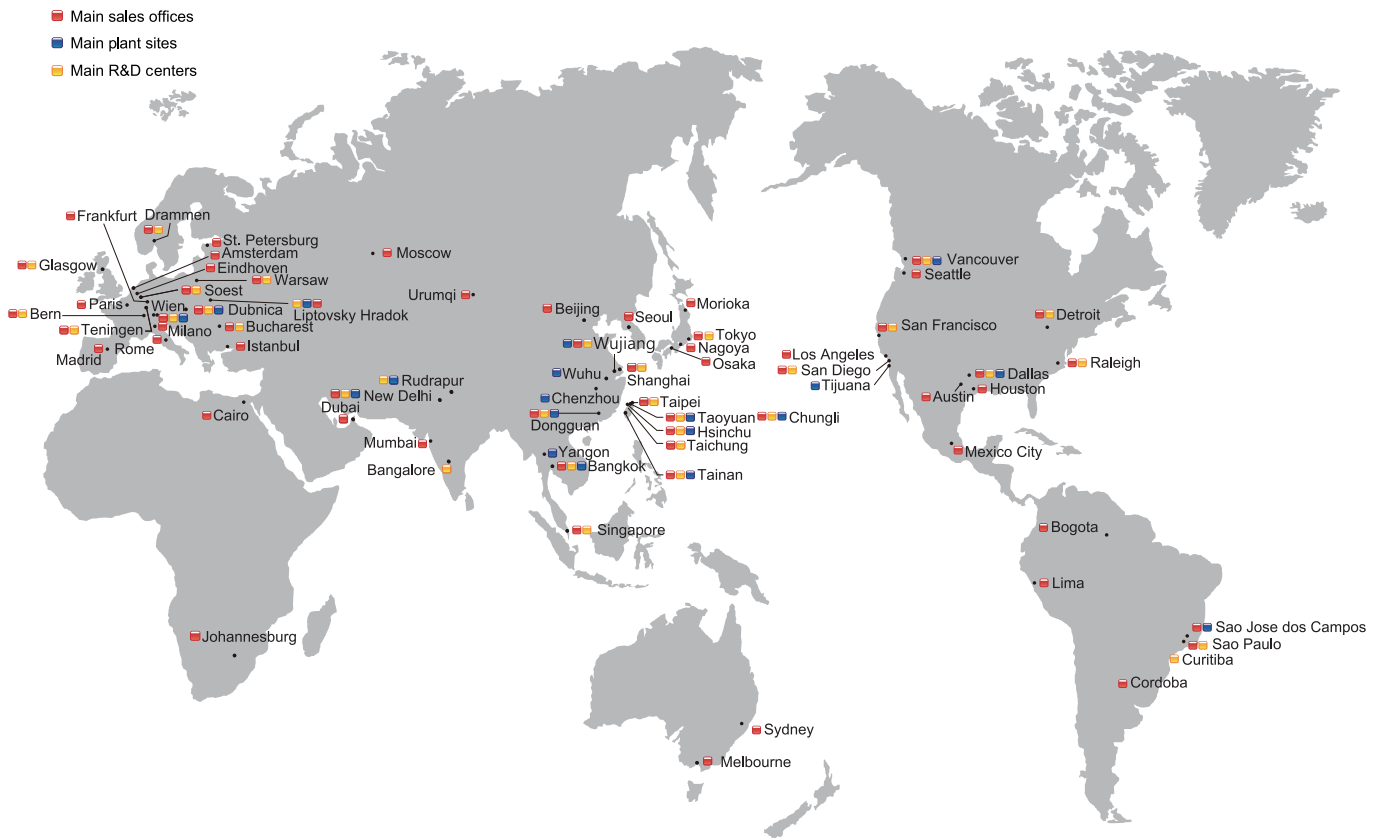 Main sales offices
Main plant sites
Main R&D centers
Frankfurt
Drammen
St. Petersburg
Amsterdam
Eindhoven
Moscow
Glasgow
Warsaw
Soest
Urumqi
Paris
Wien
Dubnica
Liptovsky Hradok
Bern
Teningen
Milano
Bucharest
Madrid
Rome
Istanbul
Beijing
Seoul
Morioka
Tokyo
Nagoya
Osaka
Wujiang
Wuhu
Shanghai
Rudrapur
New Delhi
Chenzhou
Dubai
Cairo
Dongguan
Taipei
Taoyuan
Chungli
Hsinchu
Taichung
Mumbai
Bangalore
Yangon
Bangkok
Tainan
Singapore
Johannesburg
Sydney
Melbourne
Vancouver
Seattle
Detroit
San Francisco
Los Angeles
San Diego
Tijuana
Raleigh
Dallas
Houston
Austin
Mexico City
Bogota
Lima
Sao Jose dos Campos
Sao Paulo
Curitiba
Cordoba